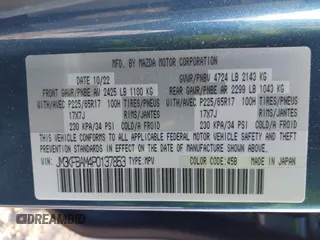 MFD. BY MAZDA MOTOR CORPORATION
DATE: 10/22 GVWR/PNBV 4724 LB 2143 KG
FRONT GAWR/PNBE AV 2425 LB 1100 KG REAR GAWR/PNBE AR 2299 LB 1043 KG
WITH/AVEC P225/65R17 100H TIRES/PNEUS WITH/AVEC P225/65R17 100H TIRES/PNEUS
17X7J RIMS/JANTES 17X7J RIMS/JANTES
230 KPA/34 PSI COLD/A FROID 230 KPA/34 PSI COLD/A FROID
THIS VEHICLE CONFORMS TO ALL APPLICABLE FEDERAL MOTOR VEHICLE
SAFETY, BUMPER, AND THEFT PREVENTION STANDARDS IN EFFECT
ON THE DATE OF MANUFACTURE SHOWN ABOVE.
VIN: JM3KFBAM4P0137853 TYPE: MPV COLOR CODE: 45B MADE IN JAPAN
DREAMBID